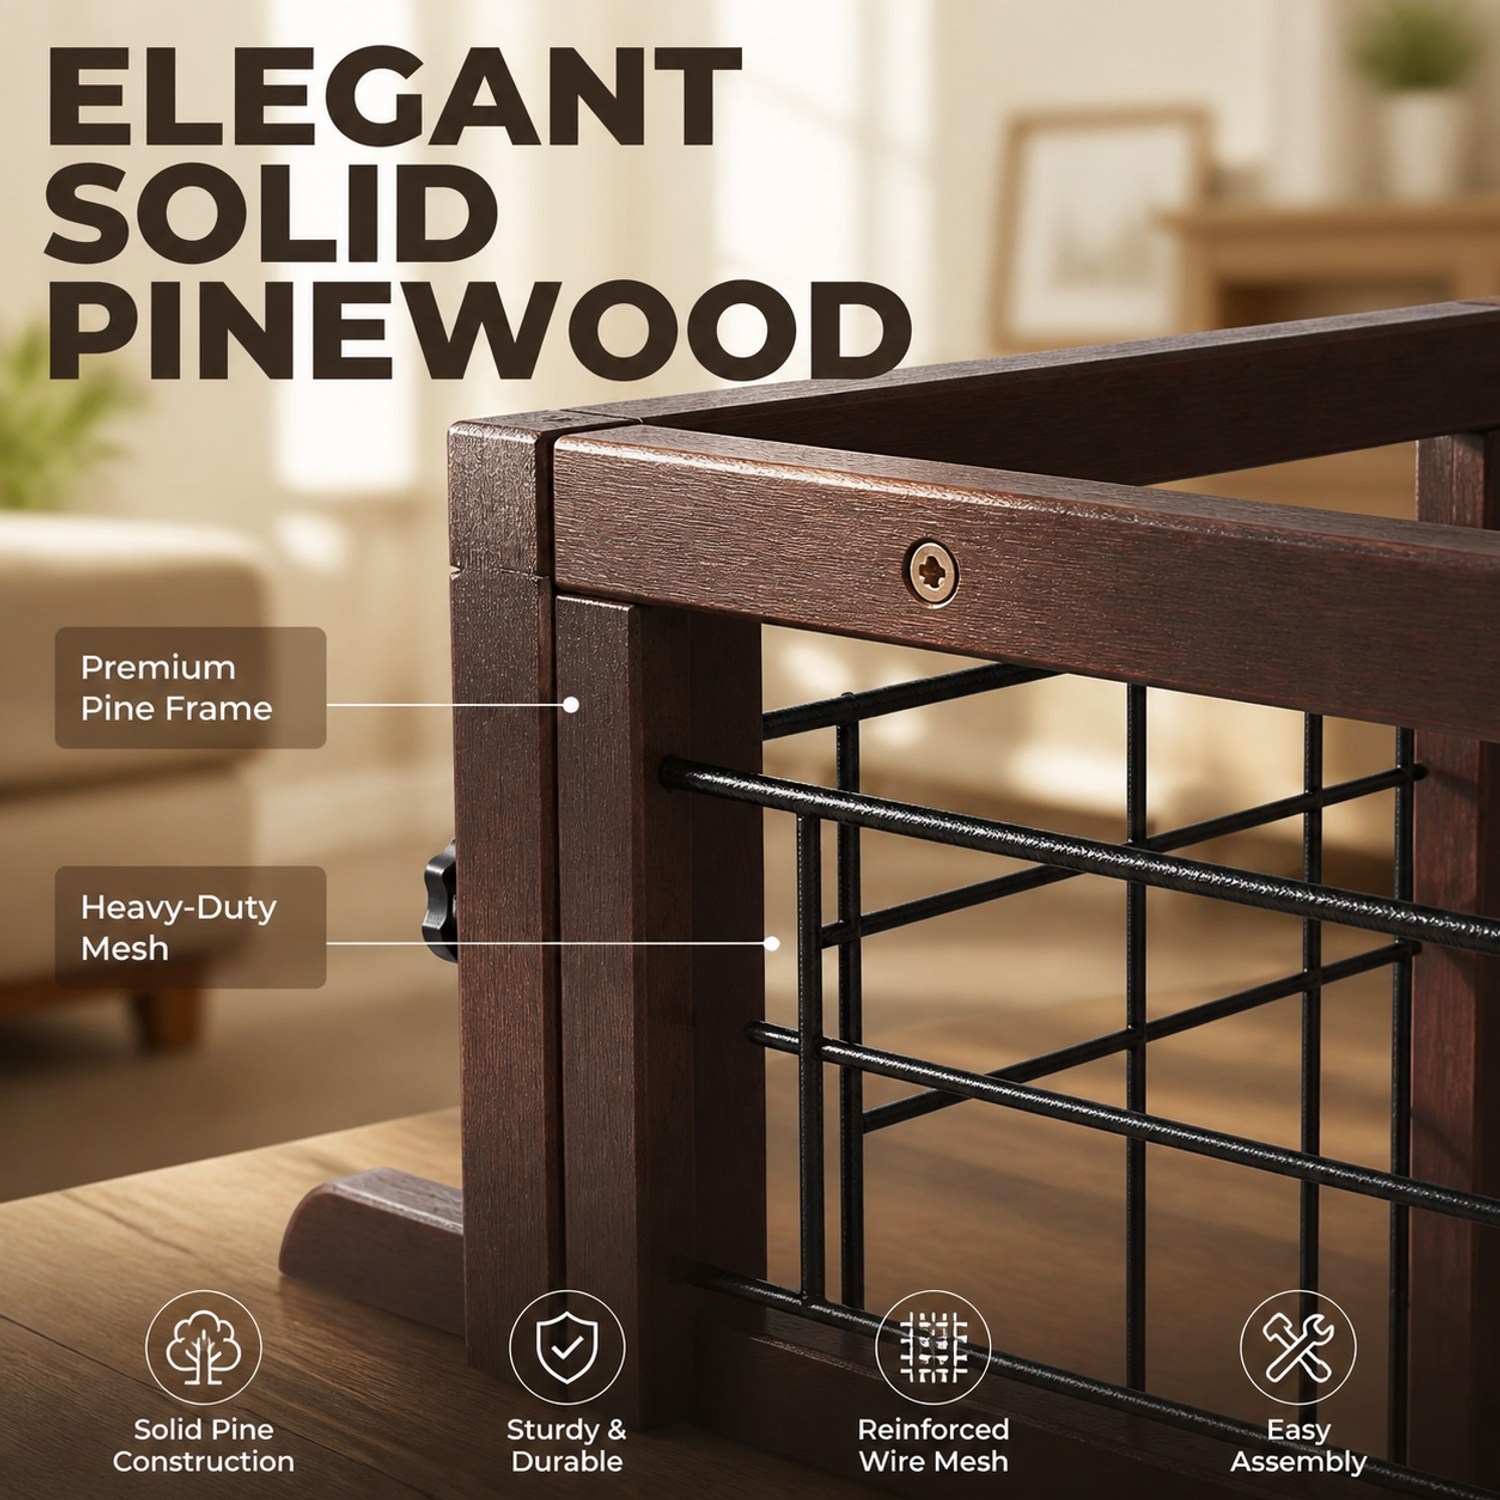 ELEGANT
SOLID
PINEWOOD
Premium
Pine Frame
Heavy-Duty
Mesh
Solid Pine
Construction
Sturdy &
Durable
Reinforced
Wire Mesh
Easy
Assembly